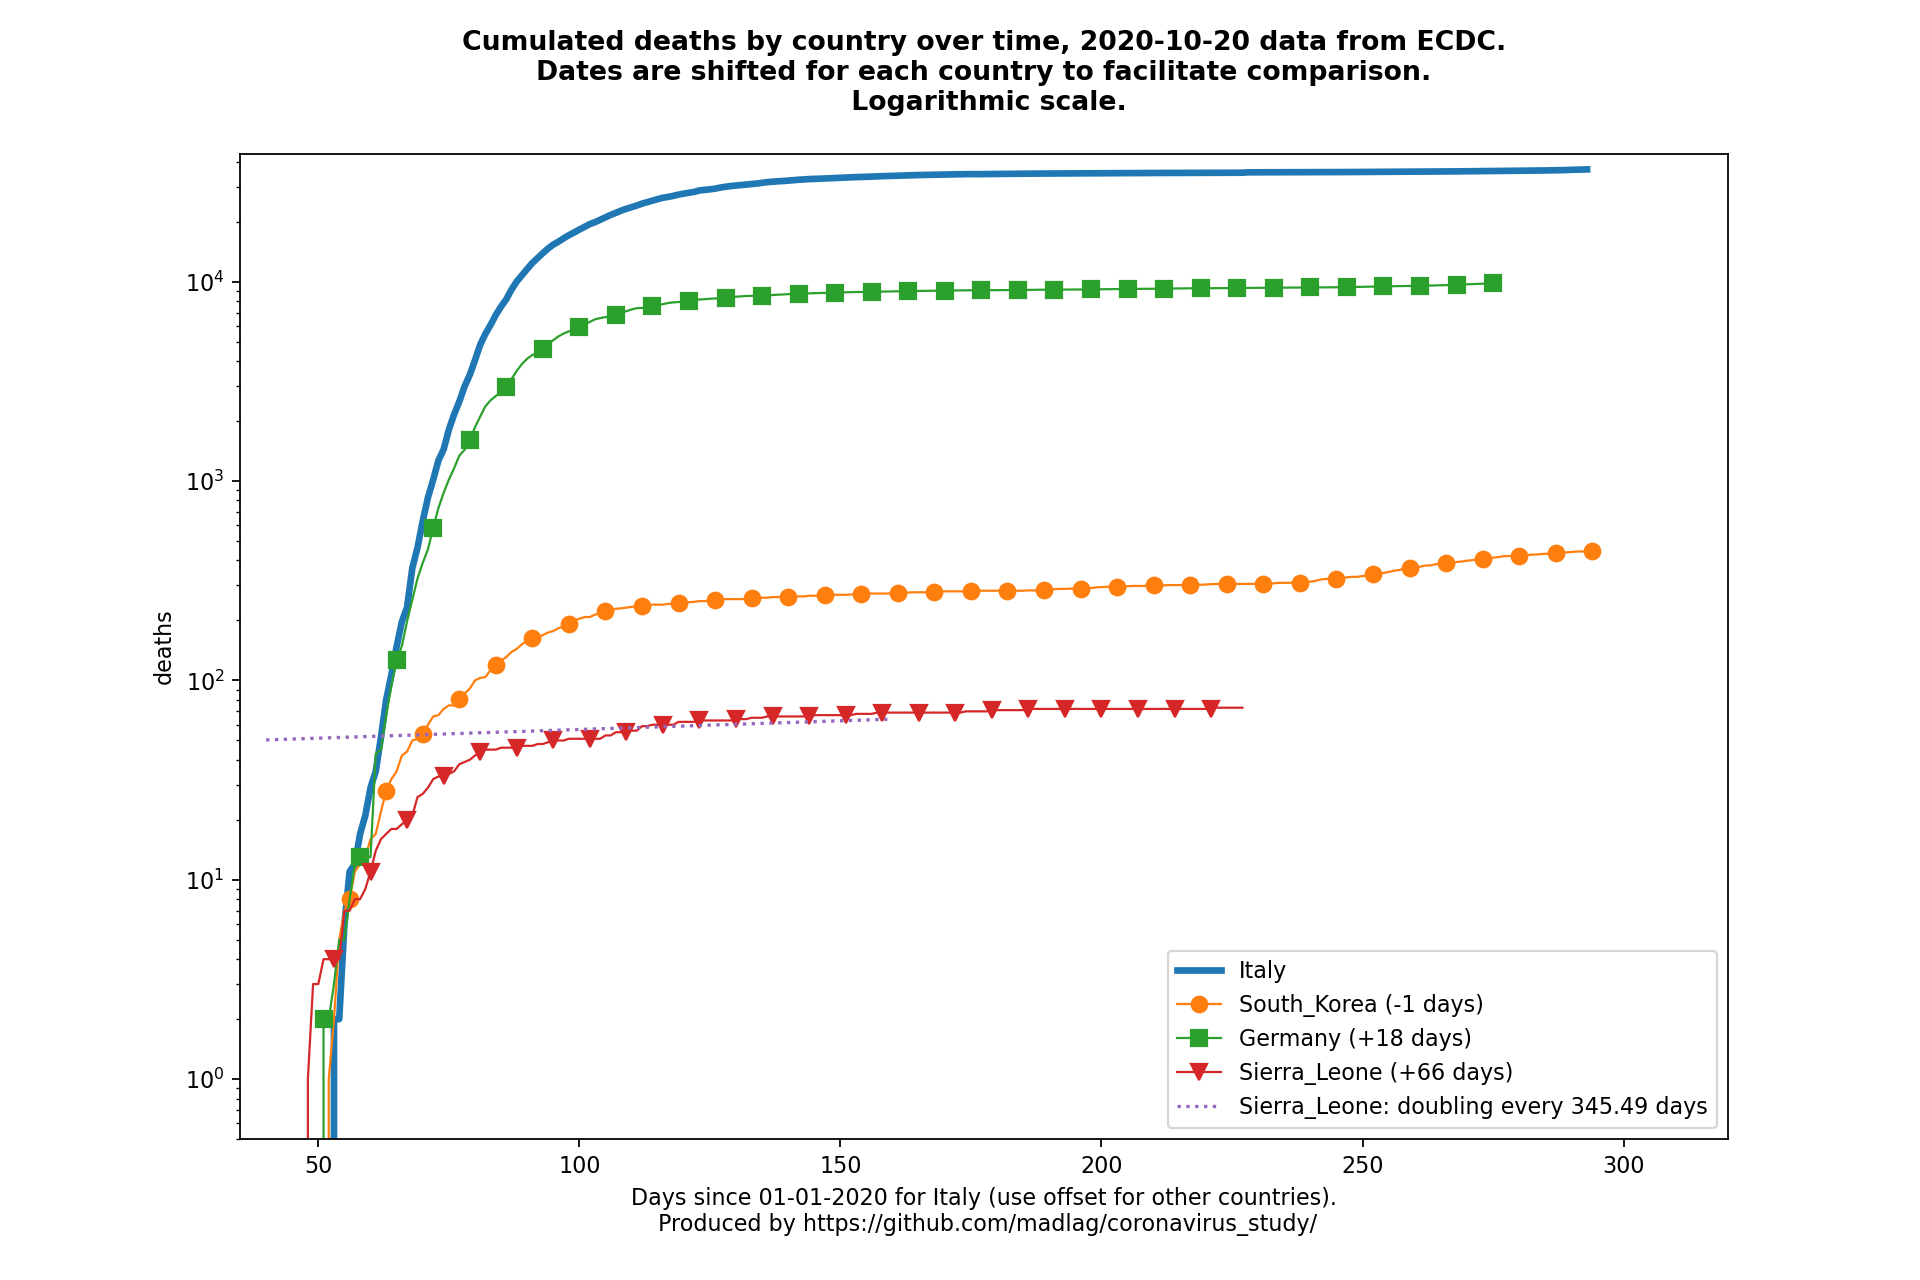 Cumulated deaths by country over time, 2020-10-20 data from ECDC.
Dates are shifted for each country to facilitate comparison.
Logarithmic scale.
deaths
10^4
10^3
10^2
10^1
10^0
50 100 150 200 250 300
Italy
South_Korea (-1 days)
Germany (+18 days)
Sierra_Leone (+66 days)
Sierra_Leone: doubling every 345.49 days
Days since 01-01-2020 for Italy (use offset for other countries).
Produced by https://github.com/madlag/coronavirus_study/